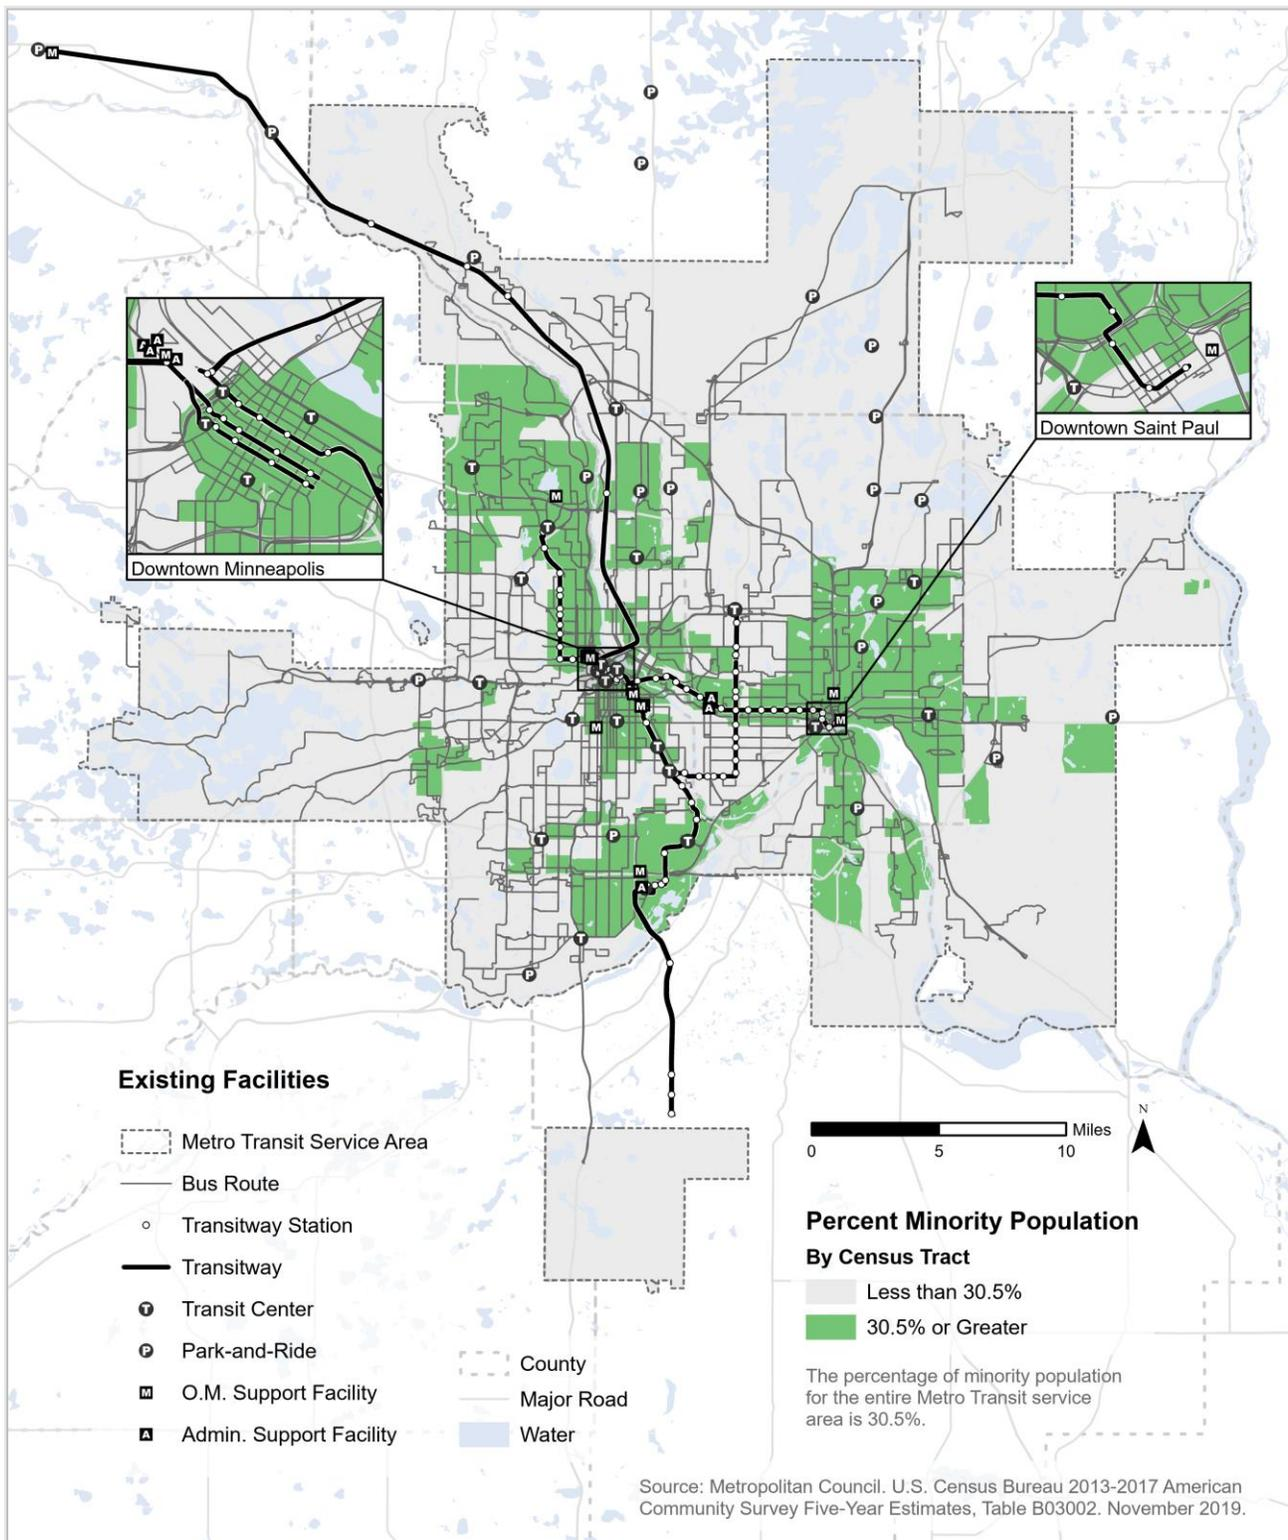 Downtown Minneapolis
Downtown Saint Paul
Existing Facilities
Metro Transit Service Area
Bus Route
Transitway Station
Transitway
T Transit Center
P Park-and-Ride
M O.M. Support Facility
A Admin. Support Facility
County
Major Road
Water
N
Miles
0 5 10
Percent Minority Population
By Census Tract
Less than 30.5%
30.5% or Greater
The percentage of minority population
for the entire Metro Transit service
area is 30.5%.
Source: Metropolitan Council. U.S. Census Bureau 2013-2017 American
Community Survey Five-Year Estimates, Table B03002. November 2019.